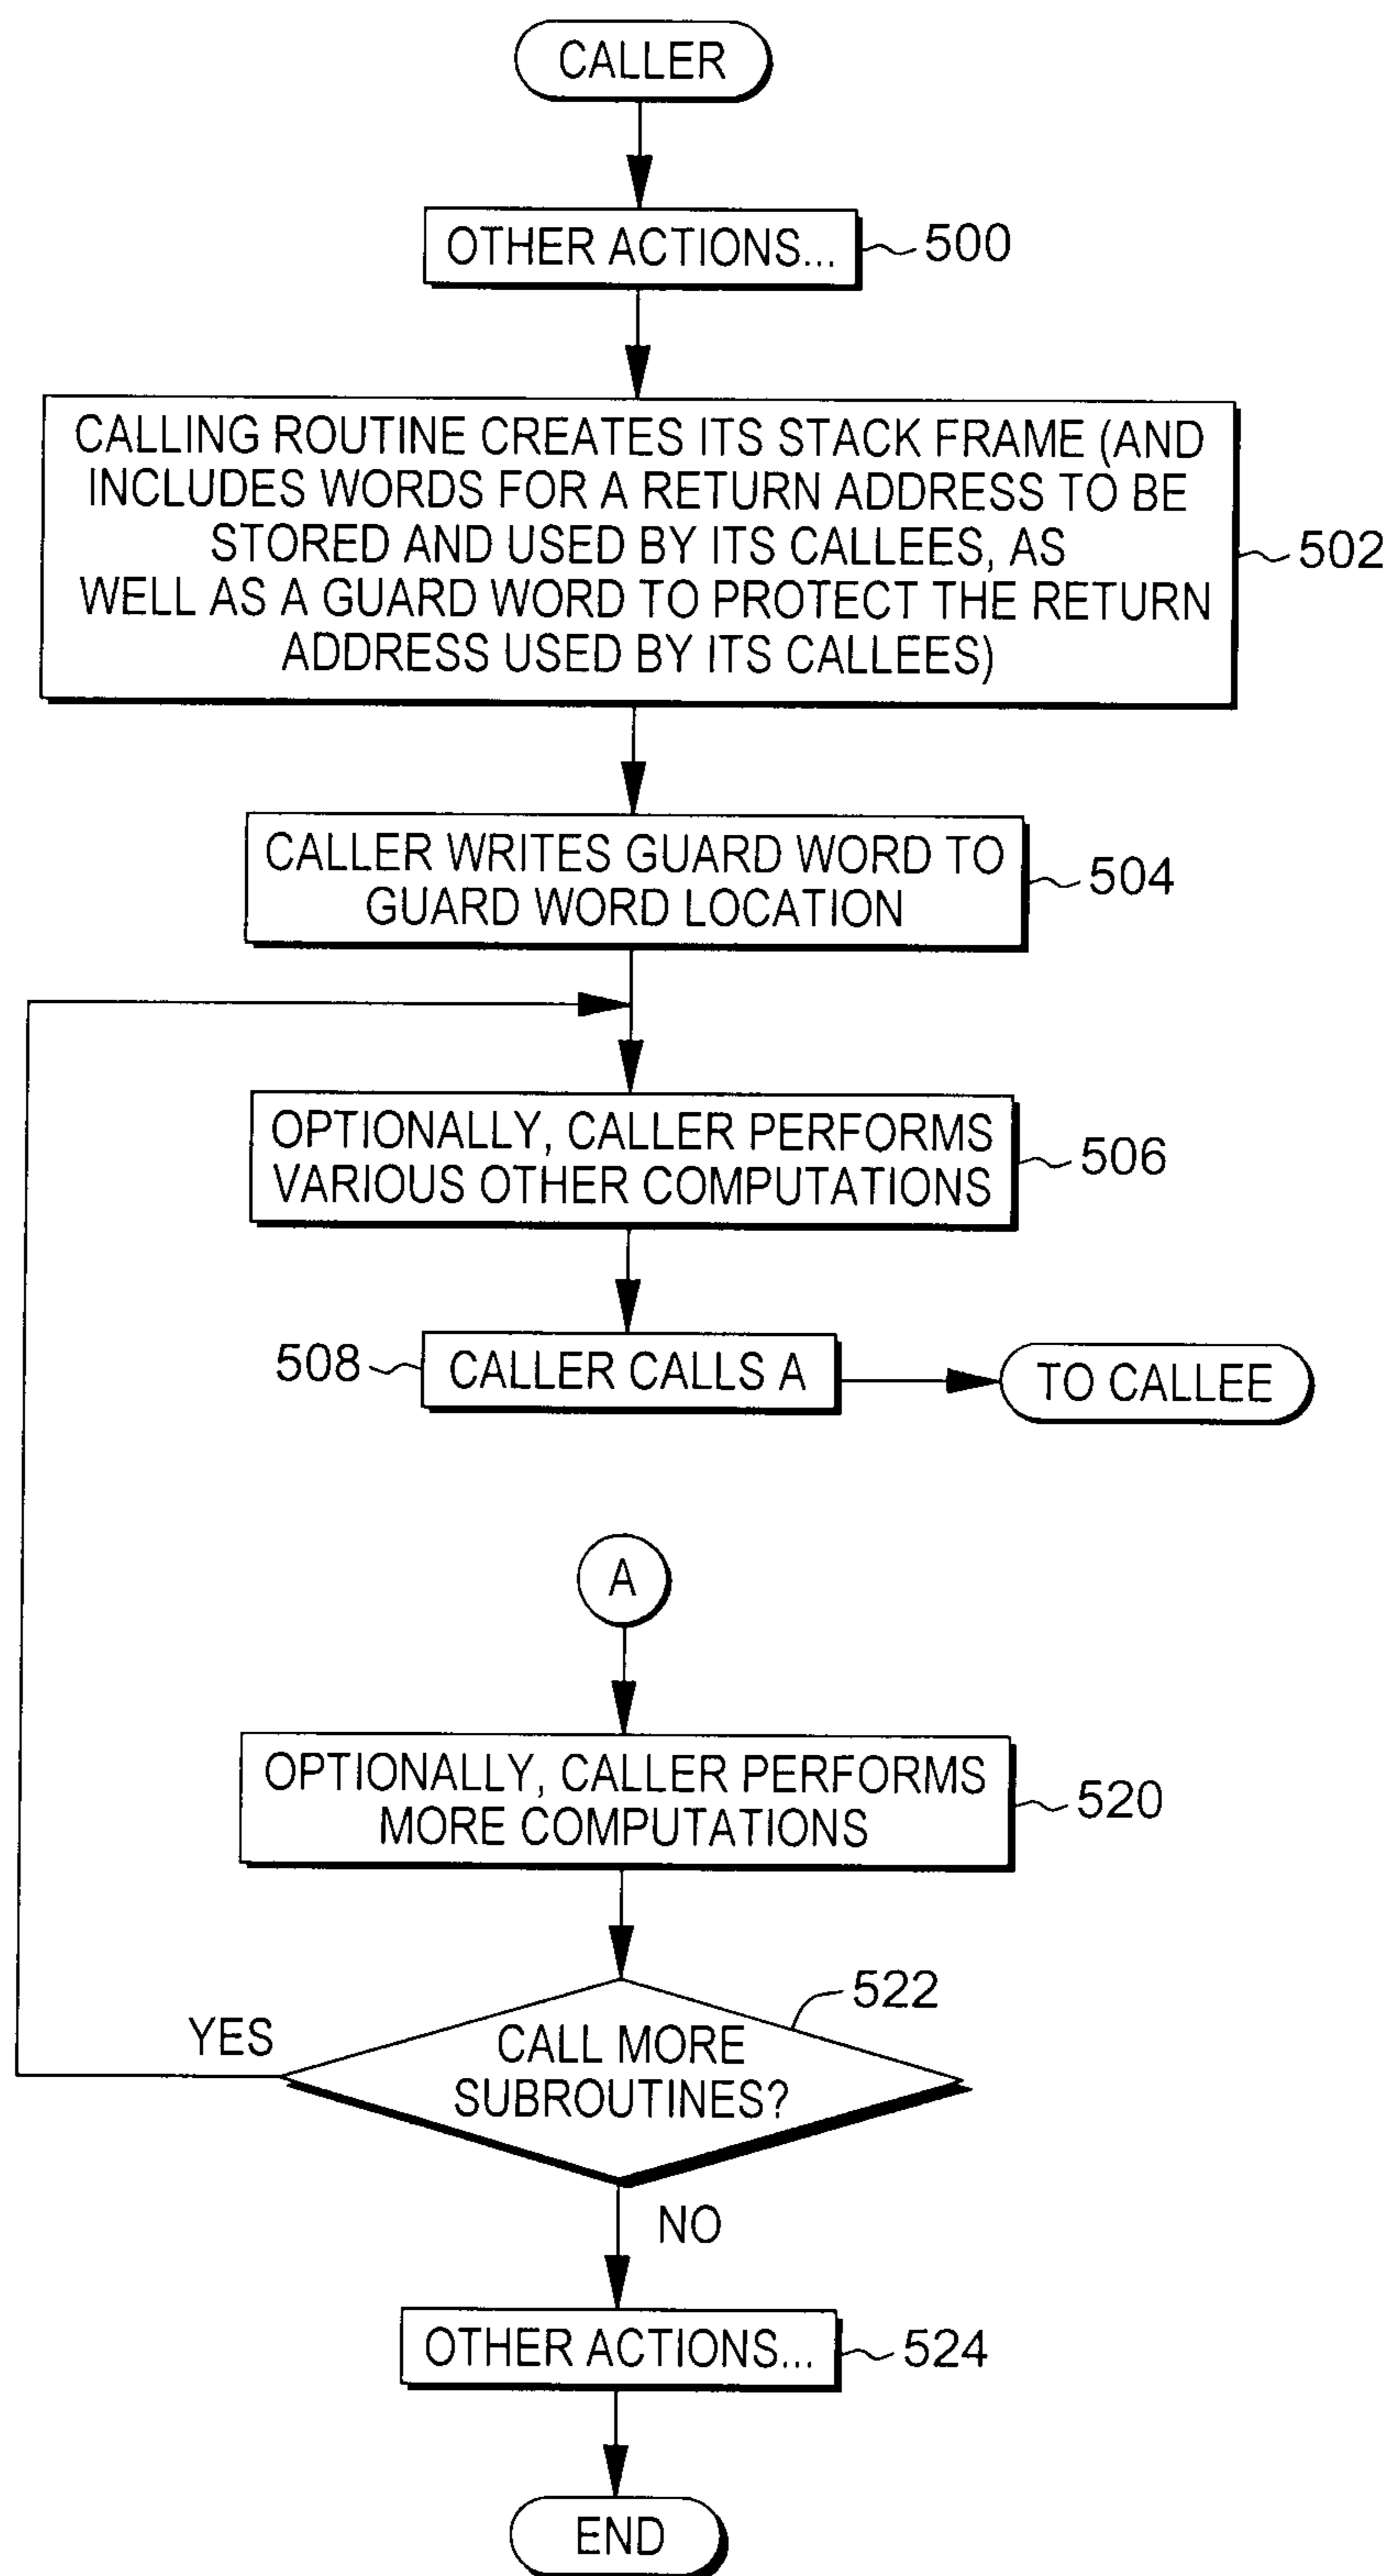 CALLER
OTHER ACTIONS...
500
CALLING ROUTINE CREATES ITS STACK FRAME (AND
INCLUDES WORDS FOR A RETURN ADDRESS TO BE
STORED AND USED BY ITS CALLEES, AS
WELL AS A GUARD WORD TO PROTECT THE RETURN
ADDRESS USED BY ITS CALLEES)
502
CALLER WRITES GUARD WORD TO
GUARD WORD LOCATION
504
OPTIONALLY, CALLER PERFORMS
VARIOUS OTHER COMPUTATIONS
506
508
CALLER CALLS A
TO CALLEE
A
OPTIONALLY, CALLER PERFORMS
MORE COMPUTATIONS
520
522
YES
CALL MORE
SUBROUTINES?
NO
OTHER ACTIONS...
524
END